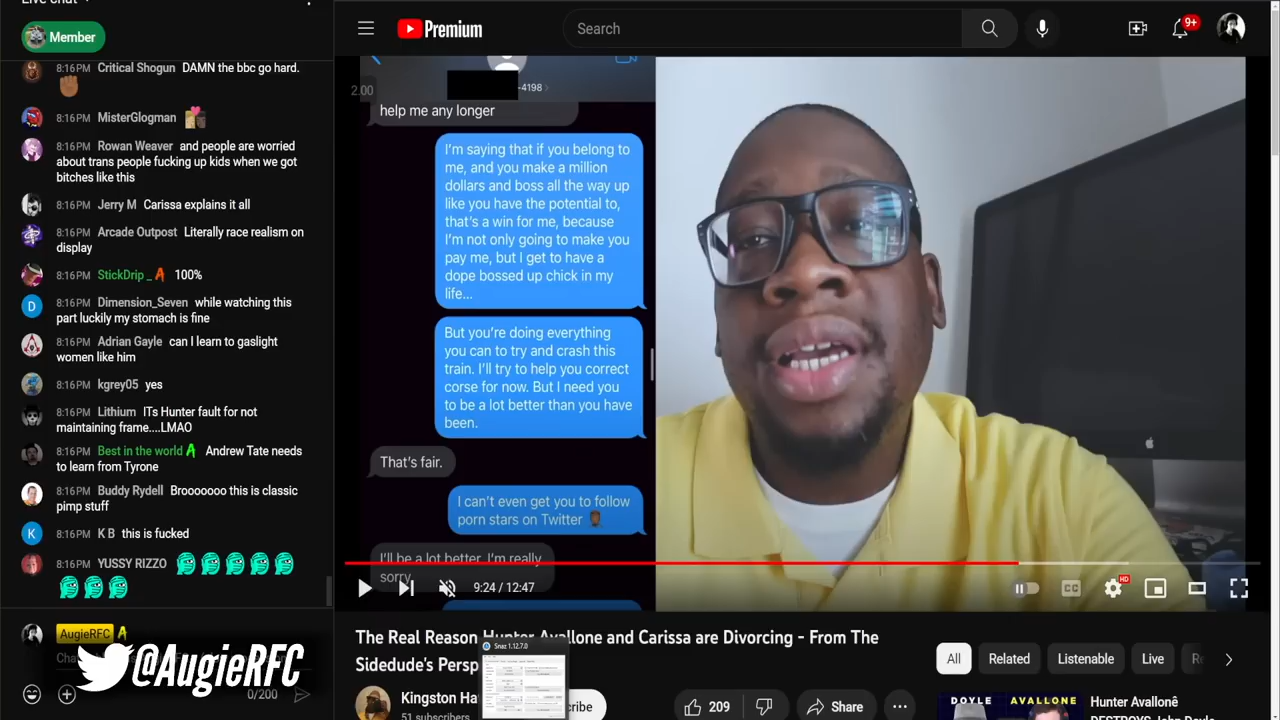 Live chat
Member
8:16PM Critical Shogun DAMN the bbc go hard.
8:16PM MisterGlogman
8:16PM Rowan Weaver and people are worried
about trans people fucking up kids when we got
bitches like this
8:16PM Jerry M Carissa explains it all
8:16PM Arcade Outpost Literally race realism on
display
8:16PM StickDrip_ 100%
8:16PM Dimension_Seven while watching this
part luckily my stomach is fine
8:16PM Adrian Gayle can I learn to gaslight
women like him
8:16PM kgrey05 yes
8:16PM Lithium ITs Hunter fault for not
maintaining frame....LMAO
8:16PM Best in the world Andrew Tate needs
to learn from Tyrone
8:16PM Buddy Rydell Brooooooo this is classic
pimp stuff
8:16PM K B this is fucked
8:16PM YUSSY RIZZO
AugieRFC
@AugieRFC
Premium
Search
9+
2.00
-4198
help me any longer
I'm saying that if you belong to
me, and you make a million
dollars and boss all the way up
like you have the potential to,
that's a win for me, because
I'm not only going to make you
pay me, but I get to have a
dope bossed up chick in my
life...
But you're doing everything
you can to try and crash this
train. I'll try to help you correct
corse for now. But I need you
to be a lot better than you have
been.
That's fair.
I can't even get you to follow
porn stars on Twitter
I'll be a lot better. I'm really
sorry
9:24 / 12:47
CC
HD
The Real Reason Hunter Avallone and Carissa are Divorcing - From The
Sidedude's Persp
Snaz 1.12.7.0
Kingston Ha
51 subscribers
cribe
209
Share
All
Related
Listenable
Live
AVALLONE
Hunter Avallonë